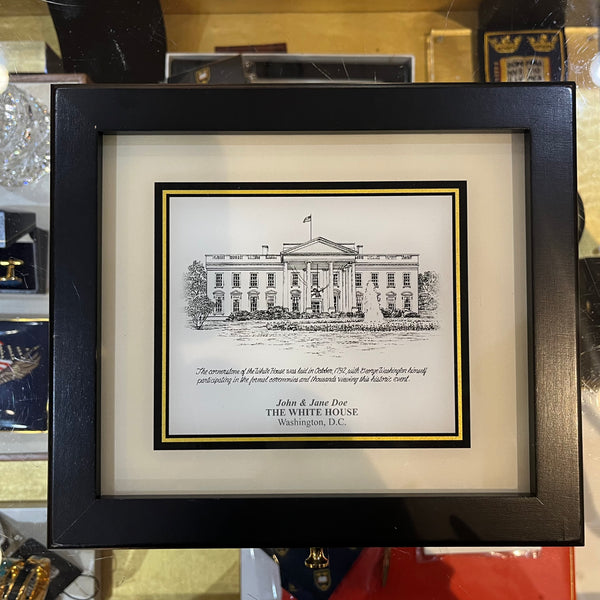 The cornerstone of the White House was laid in October, 1792, with George Washington himself
participating in the formal ceremonies and thousands viewing this historic event.
John & Jane Doe
THE WHITE HOUSE
Washington, D.C.